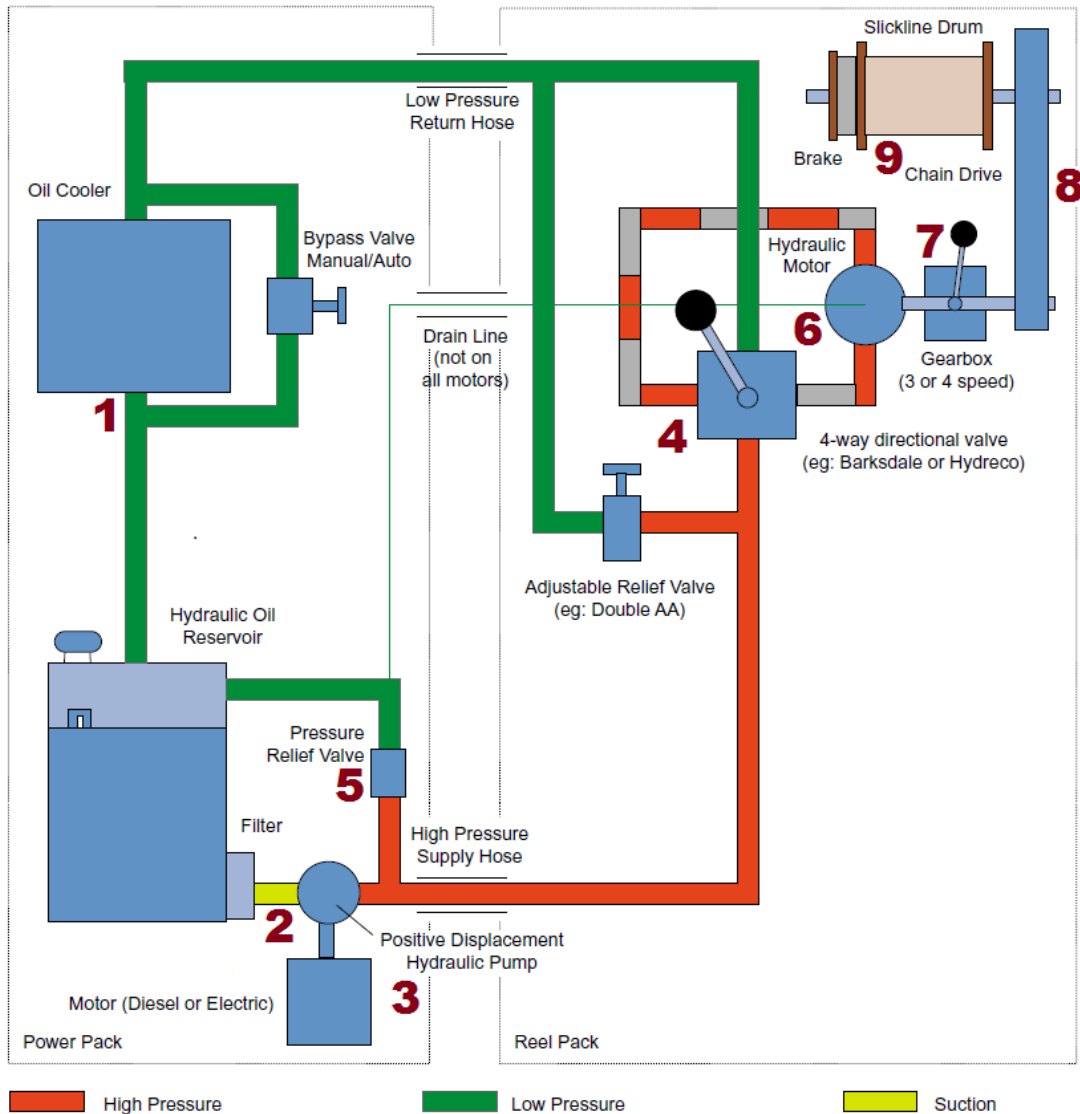 Slickline Drum
Low Pressure
Return Hose
Brake
9
Chain Drive
8
Oil Cooler
Bypass Valve
Manual/Auto
Hydraulic
Motor
7
1
Drain Line
(not on
all motors)
6
Gearbox
(3 or 4 speed)
4
4-way directional valve
(eg: Barksdale or Hydreco)
Adjustable Relief Valve
(eg: Double AA)
Hydraulic Oil
Reservoir
Pressure
Relief Valve
5
Filter
High Pressure
Supply Hose
2
Positive Displacement
Hydraulic Pump
3
Motor (Diesel or Electric)
Power Pack
Reel Pack
High Pressure
Low Pressure
Suction